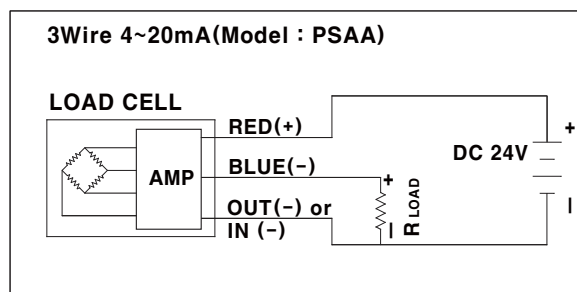 3Wire 4~20mA(Model : PSAA)
LOAD CELL
RED(+)
AMP
BLUE(-)
OUT(-) or
IN (-)
+
-
R LOAD
DC 24V
+
-